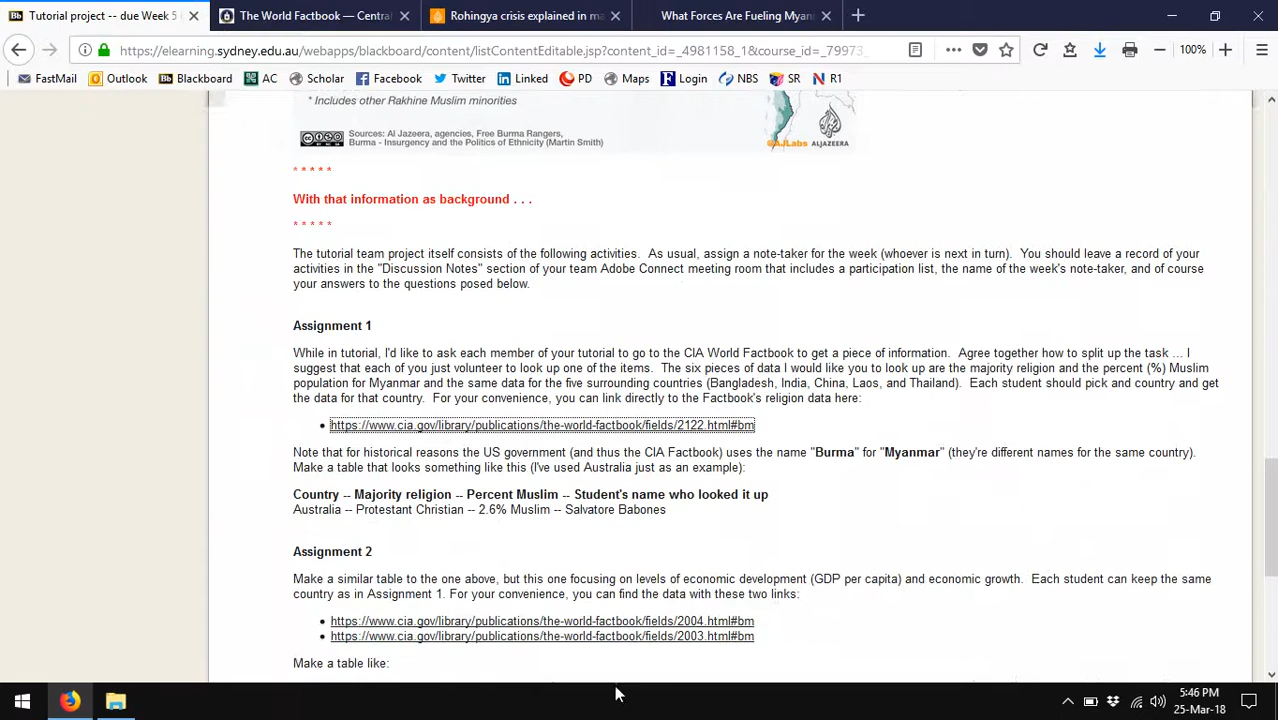 Bb Tutorial project -- due Week 5
The World Factbook — Central
Rohingya crisis explained in ma
What Forces Are Fueling Myan
https://elearning.sydney.edu.au/webapps/blackboard/content/listContentEditable.jsp?content_id=_4981158_1&course_id=_79973_
100%
FastMail Outlook Blackboard AC Scholar Facebook Twitter Linked PD Maps Login NBS SR R1
* Includes other Rakhine Muslim minorities
Sources: Al Jazeera, agencies, Free Burma Rangers,
Burma - Insurgency and the Politics of Ethnicity (Martin Smith)
@AJLabs ALJAZEERA
* * * * *
With that information as background . . .
* * * * *
The tutorial team project itself consists of the following activities. As usual, assign a note-taker for the week (whoever is next in turn). You should leave a record of your
activities in the "Discussion Notes" section of your team Adobe Connect meeting room that includes a participation list, the name of the week's note-taker, and of course
your answers to the questions posed below.
Assignment 1
While in tutorial, I'd like to ask each member of your tutorial to go to the CIA World Factbook to get a piece of information. Agree together how to split up the task ... I
suggest that each of you just volunteer to look up one of the items. The six pieces of data I would like you to look up are the majority religion and the percent (%) Muslim
population for Myanmar and the same data for the five surrounding countries (Bangladesh, India, China, Laos, and Thailand). Each student should pick and country and get
the data for that country. For your convenience, you can link directly to the Factbook's religion data here:
• https://www.cia.gov/library/publications/the-world-factbook/fields/2122.html#bm
Note that for historical reasons the US government (and thus the CIA Factbook) uses the name "Burma" for "Myanmar" (they're different names for the same country).
Make a table that looks something like this (I've used Australia just as an example):
Country -- Majority religion -- Percent Muslim -- Student's name who looked it up
Australia -- Protestant Christian -- 2.6% Muslim -- Salvatore Babones
Assignment 2
Make a similar table to the one above, but this one focusing on levels of economic development (GDP per capita) and economic growth. Each student can keep the same
country as in Assignment 1. For your convenience, you can find the data with these two links:
• https://www.cia.gov/library/publications/the-world-factbook/fields/2004.html#bm
• https://www.cia.gov/library/publications/the-world-factbook/fields/2003.html#bm
Make a table like:
5:46 PM
25-Mar-18